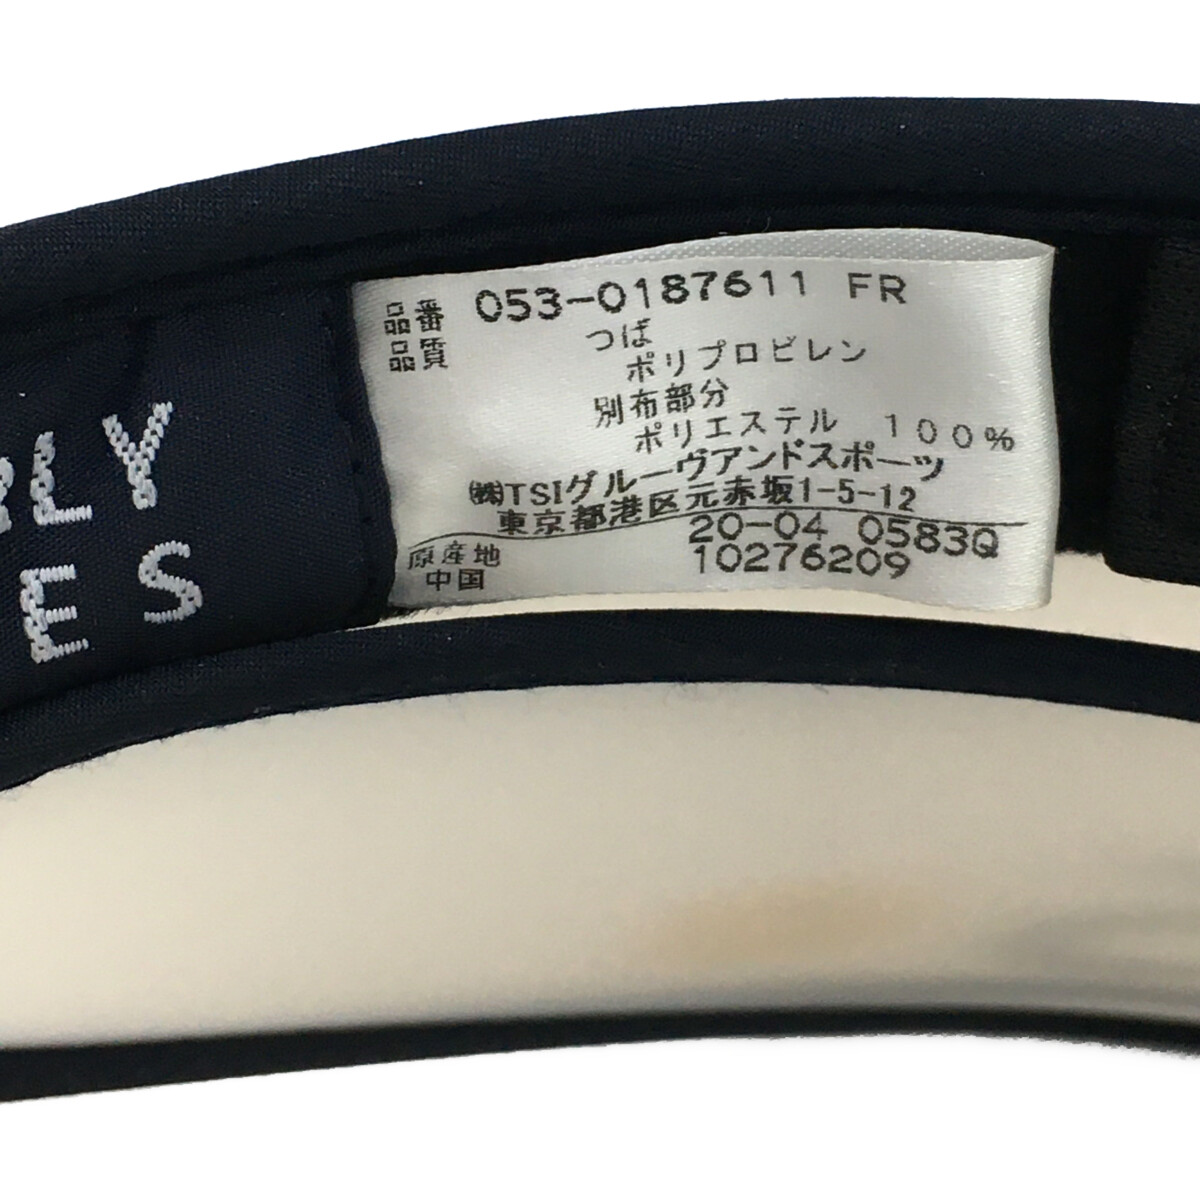 RLY
ES
品番 053-0187611 FR
品質 つば
ポリプロピレン
別布部分
ポリエステル 100%
㈱TSIグルーヴアンドスポーツ
東京都港区元赤坂1-5-12
20-04 0583Q
原産地 10276209
中国